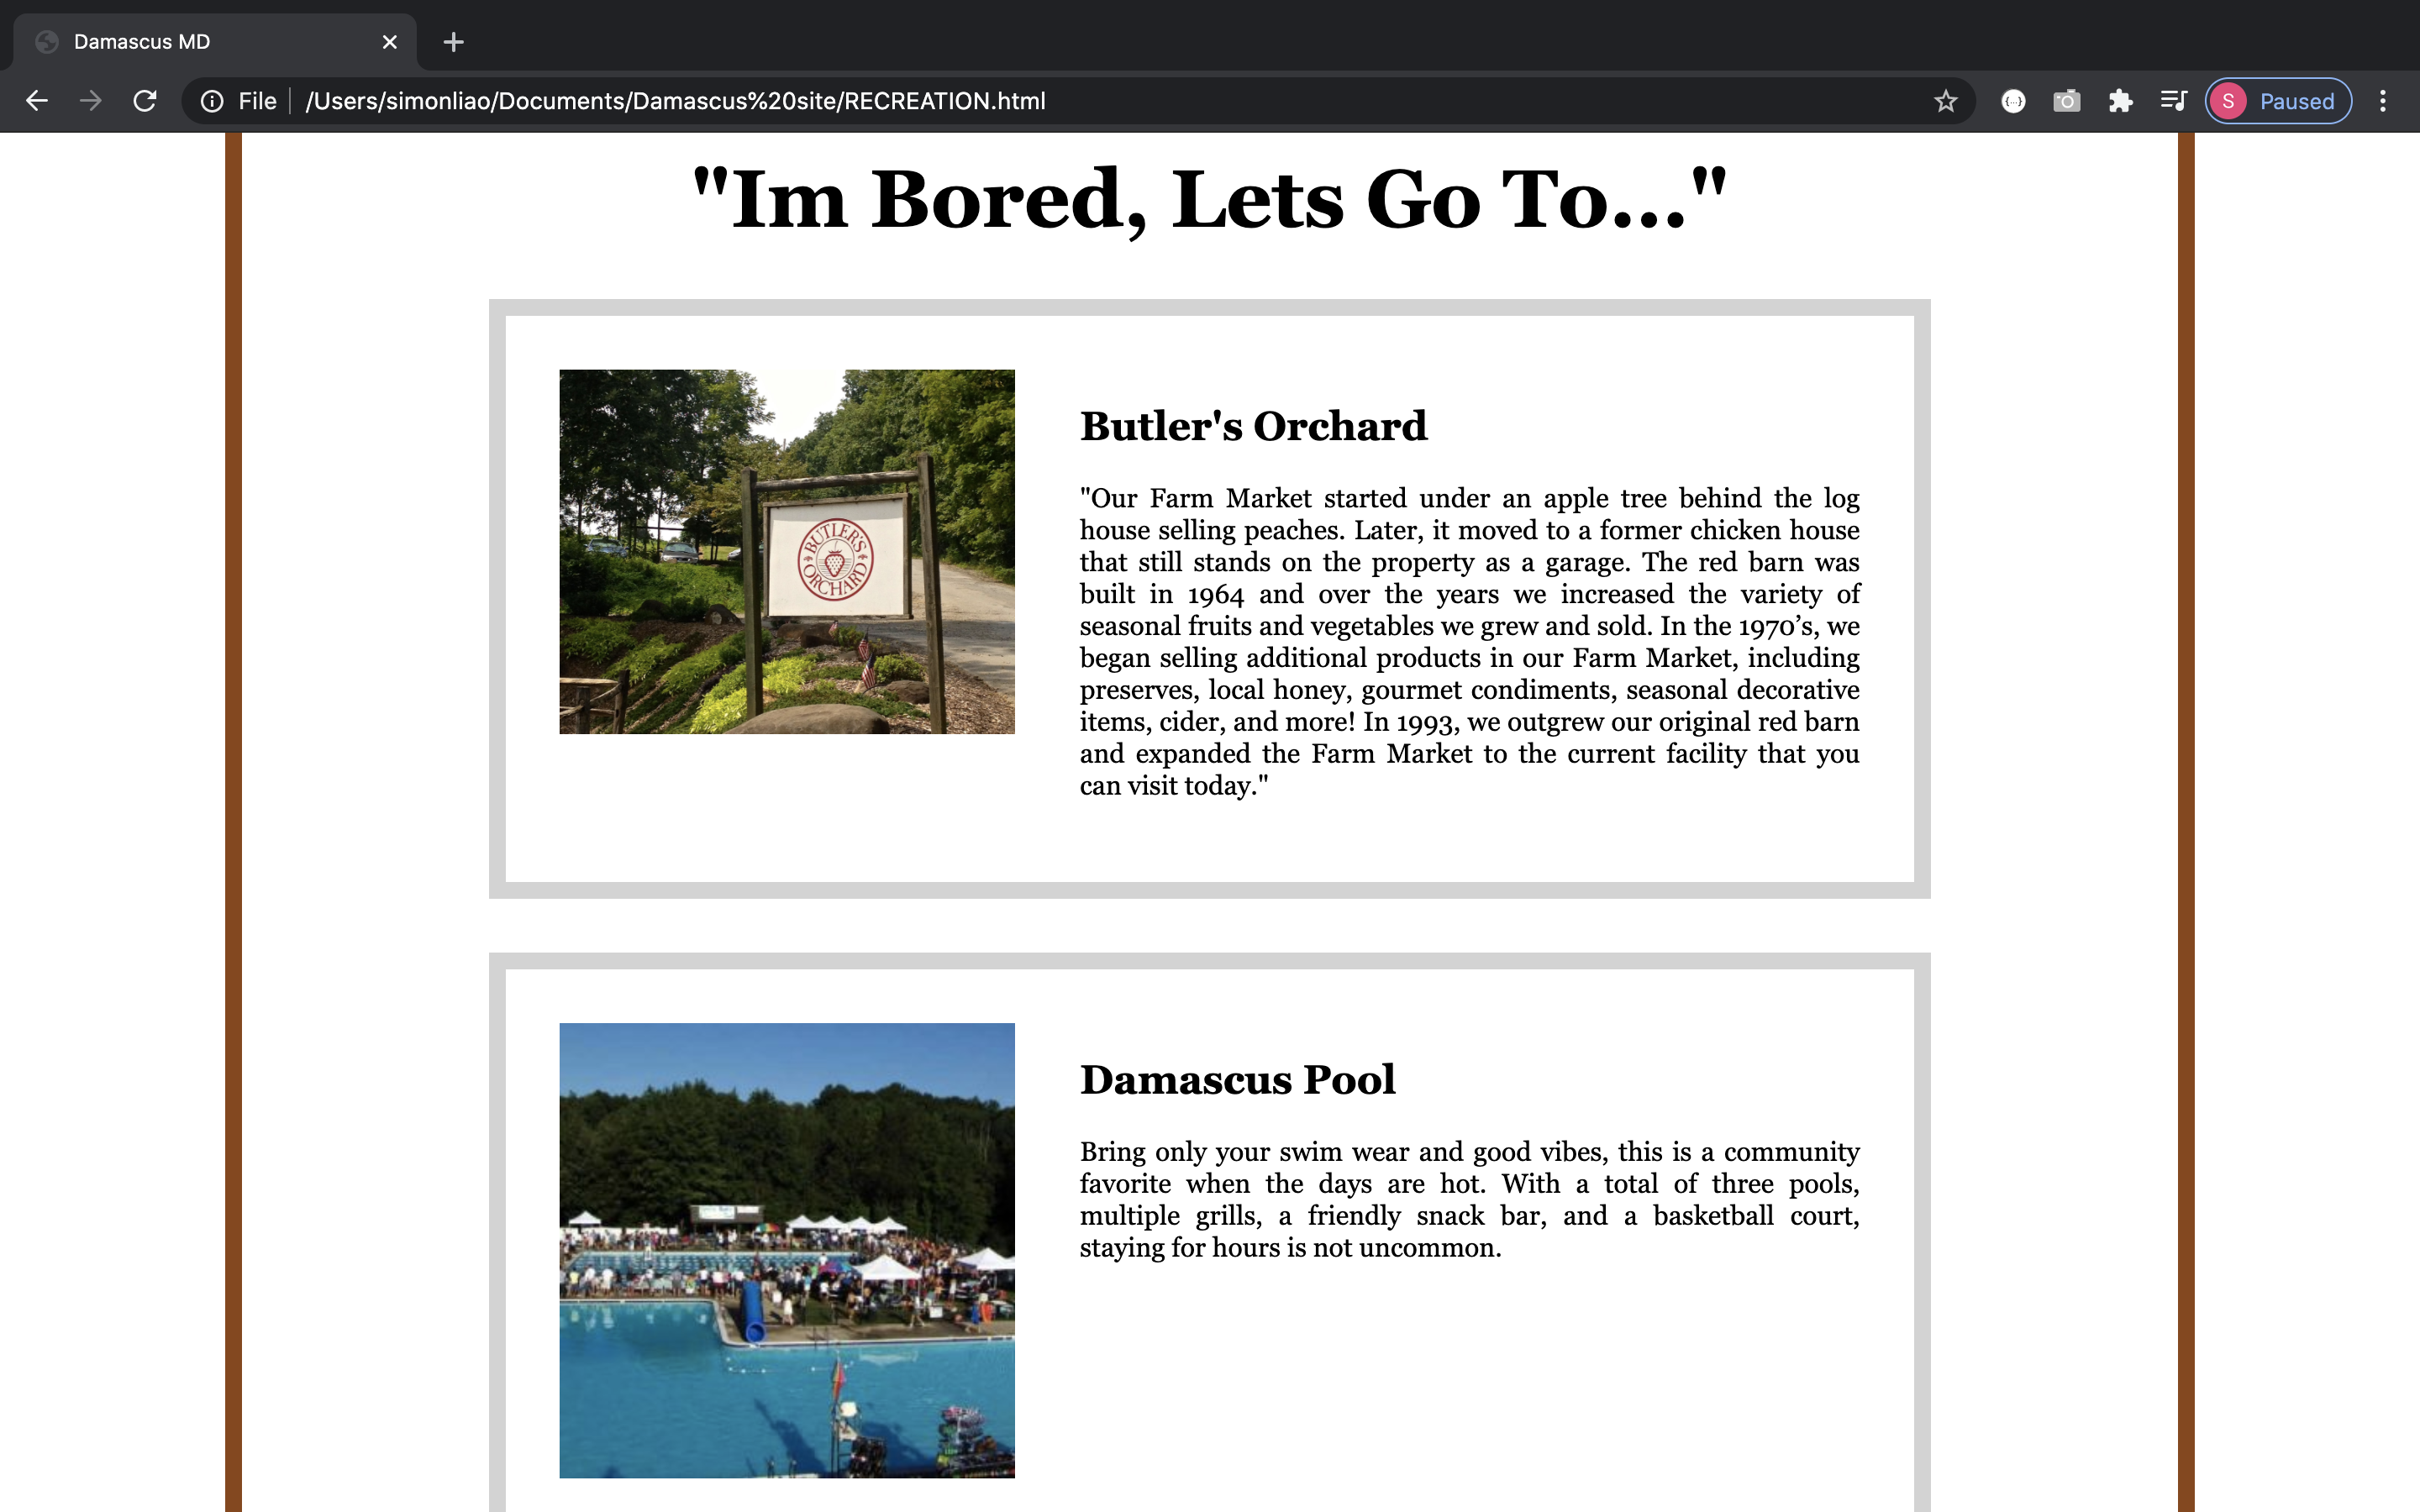 Damascus MD
File /Users/simonliao/Documents/Damascus%20site/RECREATION.html
S Paused
"Im Bored, Lets Go To..."
BUTLER'S ORCHARD
Butler's Orchard
"Our Farm Market started under an apple tree behind the log
house selling peaches. Later, it moved to a former chicken house
that still stands on the property as a garage. The red barn was
built in 1964 and over the years we increased the variety of
seasonal fruits and vegetables we grew and sold. In the 1970’s, we
began selling additional products in our Farm Market, including
preserves, local honey, gourmet condiments, seasonal decorative
items, cider, and more! In 1993, we outgrew our original red barn
and expanded the Farm Market to the current facility that you
can visit today."
Damascus Pool
Bring only your swim wear and good vibes, this is a community
favorite when the days are hot. With a total of three pools,
multiple grills, a friendly snack bar, and a basketball court,
staying for hours is not uncommon.